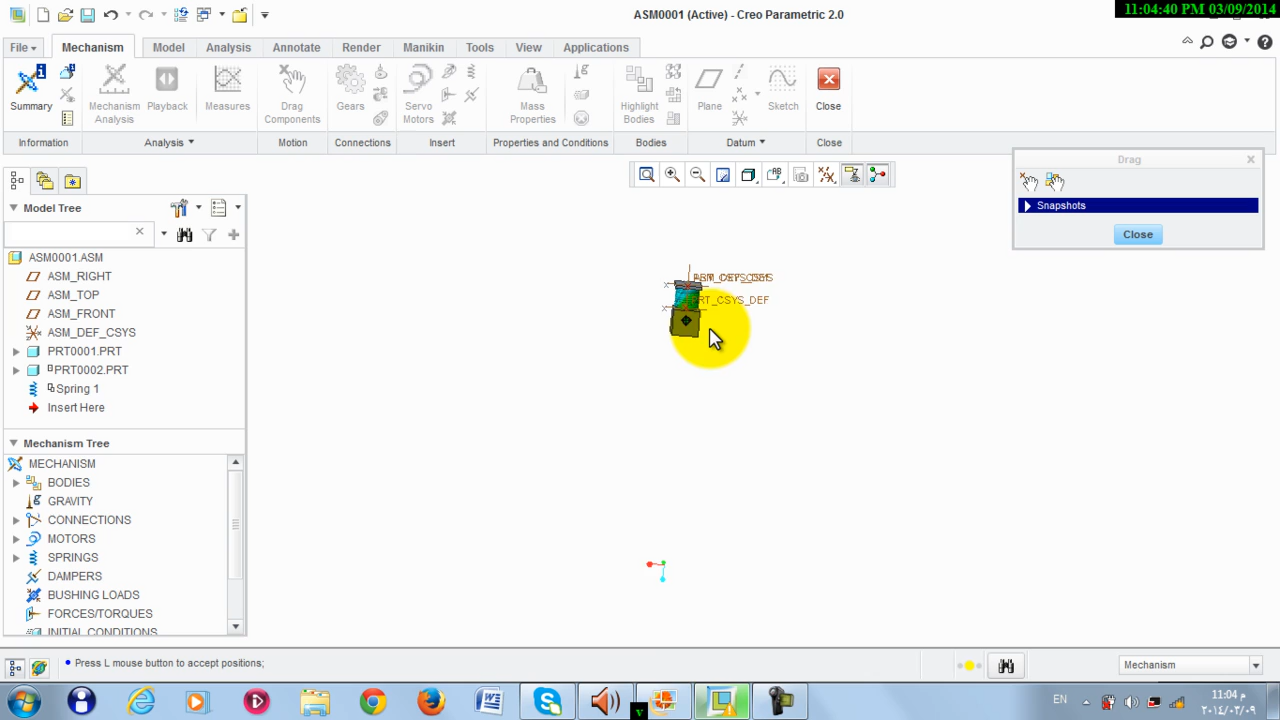 ASM0001 (Active) - Creo Parametric 2.0
11:04:40 PM 03/09/2014
File
Mechanism
Model
Analysis
Annotate
Render
Manikin
Tools
View
Applications
Summary
Mechanism
Analysis
Playback
Measures
Drag
Components
Gears
Servo
Motors
Mass
Properties
Highlight
Bodies
Plane
Sketch
Close
Information
Analysis
Motion
Connections
Insert
Properties and Conditions
Bodies
Datum
Close
Drag
Snapshots
Close
Model Tree
ASM0001.ASM
ASM_RIGHT
ASM_TOP
ASM_FRONT
ASM_DEF_CSYS
PRT0001.PRT
PRT0002.PRT
Spring 1
Insert Here
PRT_CSYS_DEF
Mechanism Tree
MECHANISM
BODIES
GRAVITY
CONNECTIONS
MOTORS
SPRINGS
DAMPERS
BUSHING LOADS
FORCES/TORQUES
INITIAL CONDITIONS
Press L mouse button to accept positions;
Mechanism
v
EN
11:04 م
٢٠١٤/٠٣/٠٩